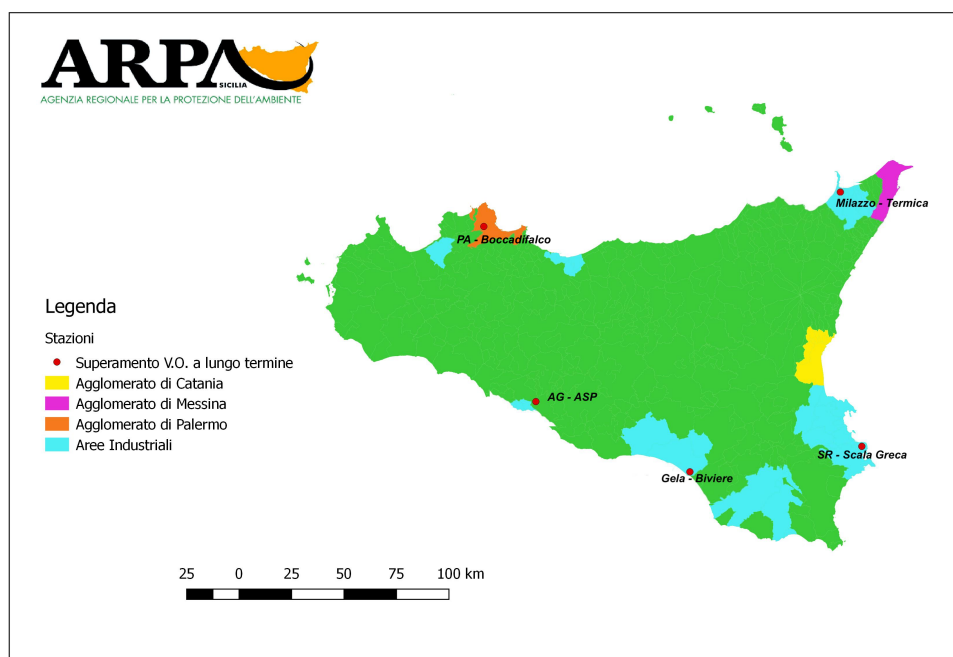 ARPA
SICILIA
AGENZIA REGIONALE PER LA PROTEZIONE DELL'AMBIENTE
Milazzo - Termica
PA - Boccadifalco
Legenda
Stazioni
Superamento V.O. a lungo termine
Agglomerato di Catania
Agglomerato di Messina
Agglomerato di Palermo
Aree Industriali
AG - ASP
SR - Scala Greca
Gela - Biviere
25 0 25 50 75 100 km